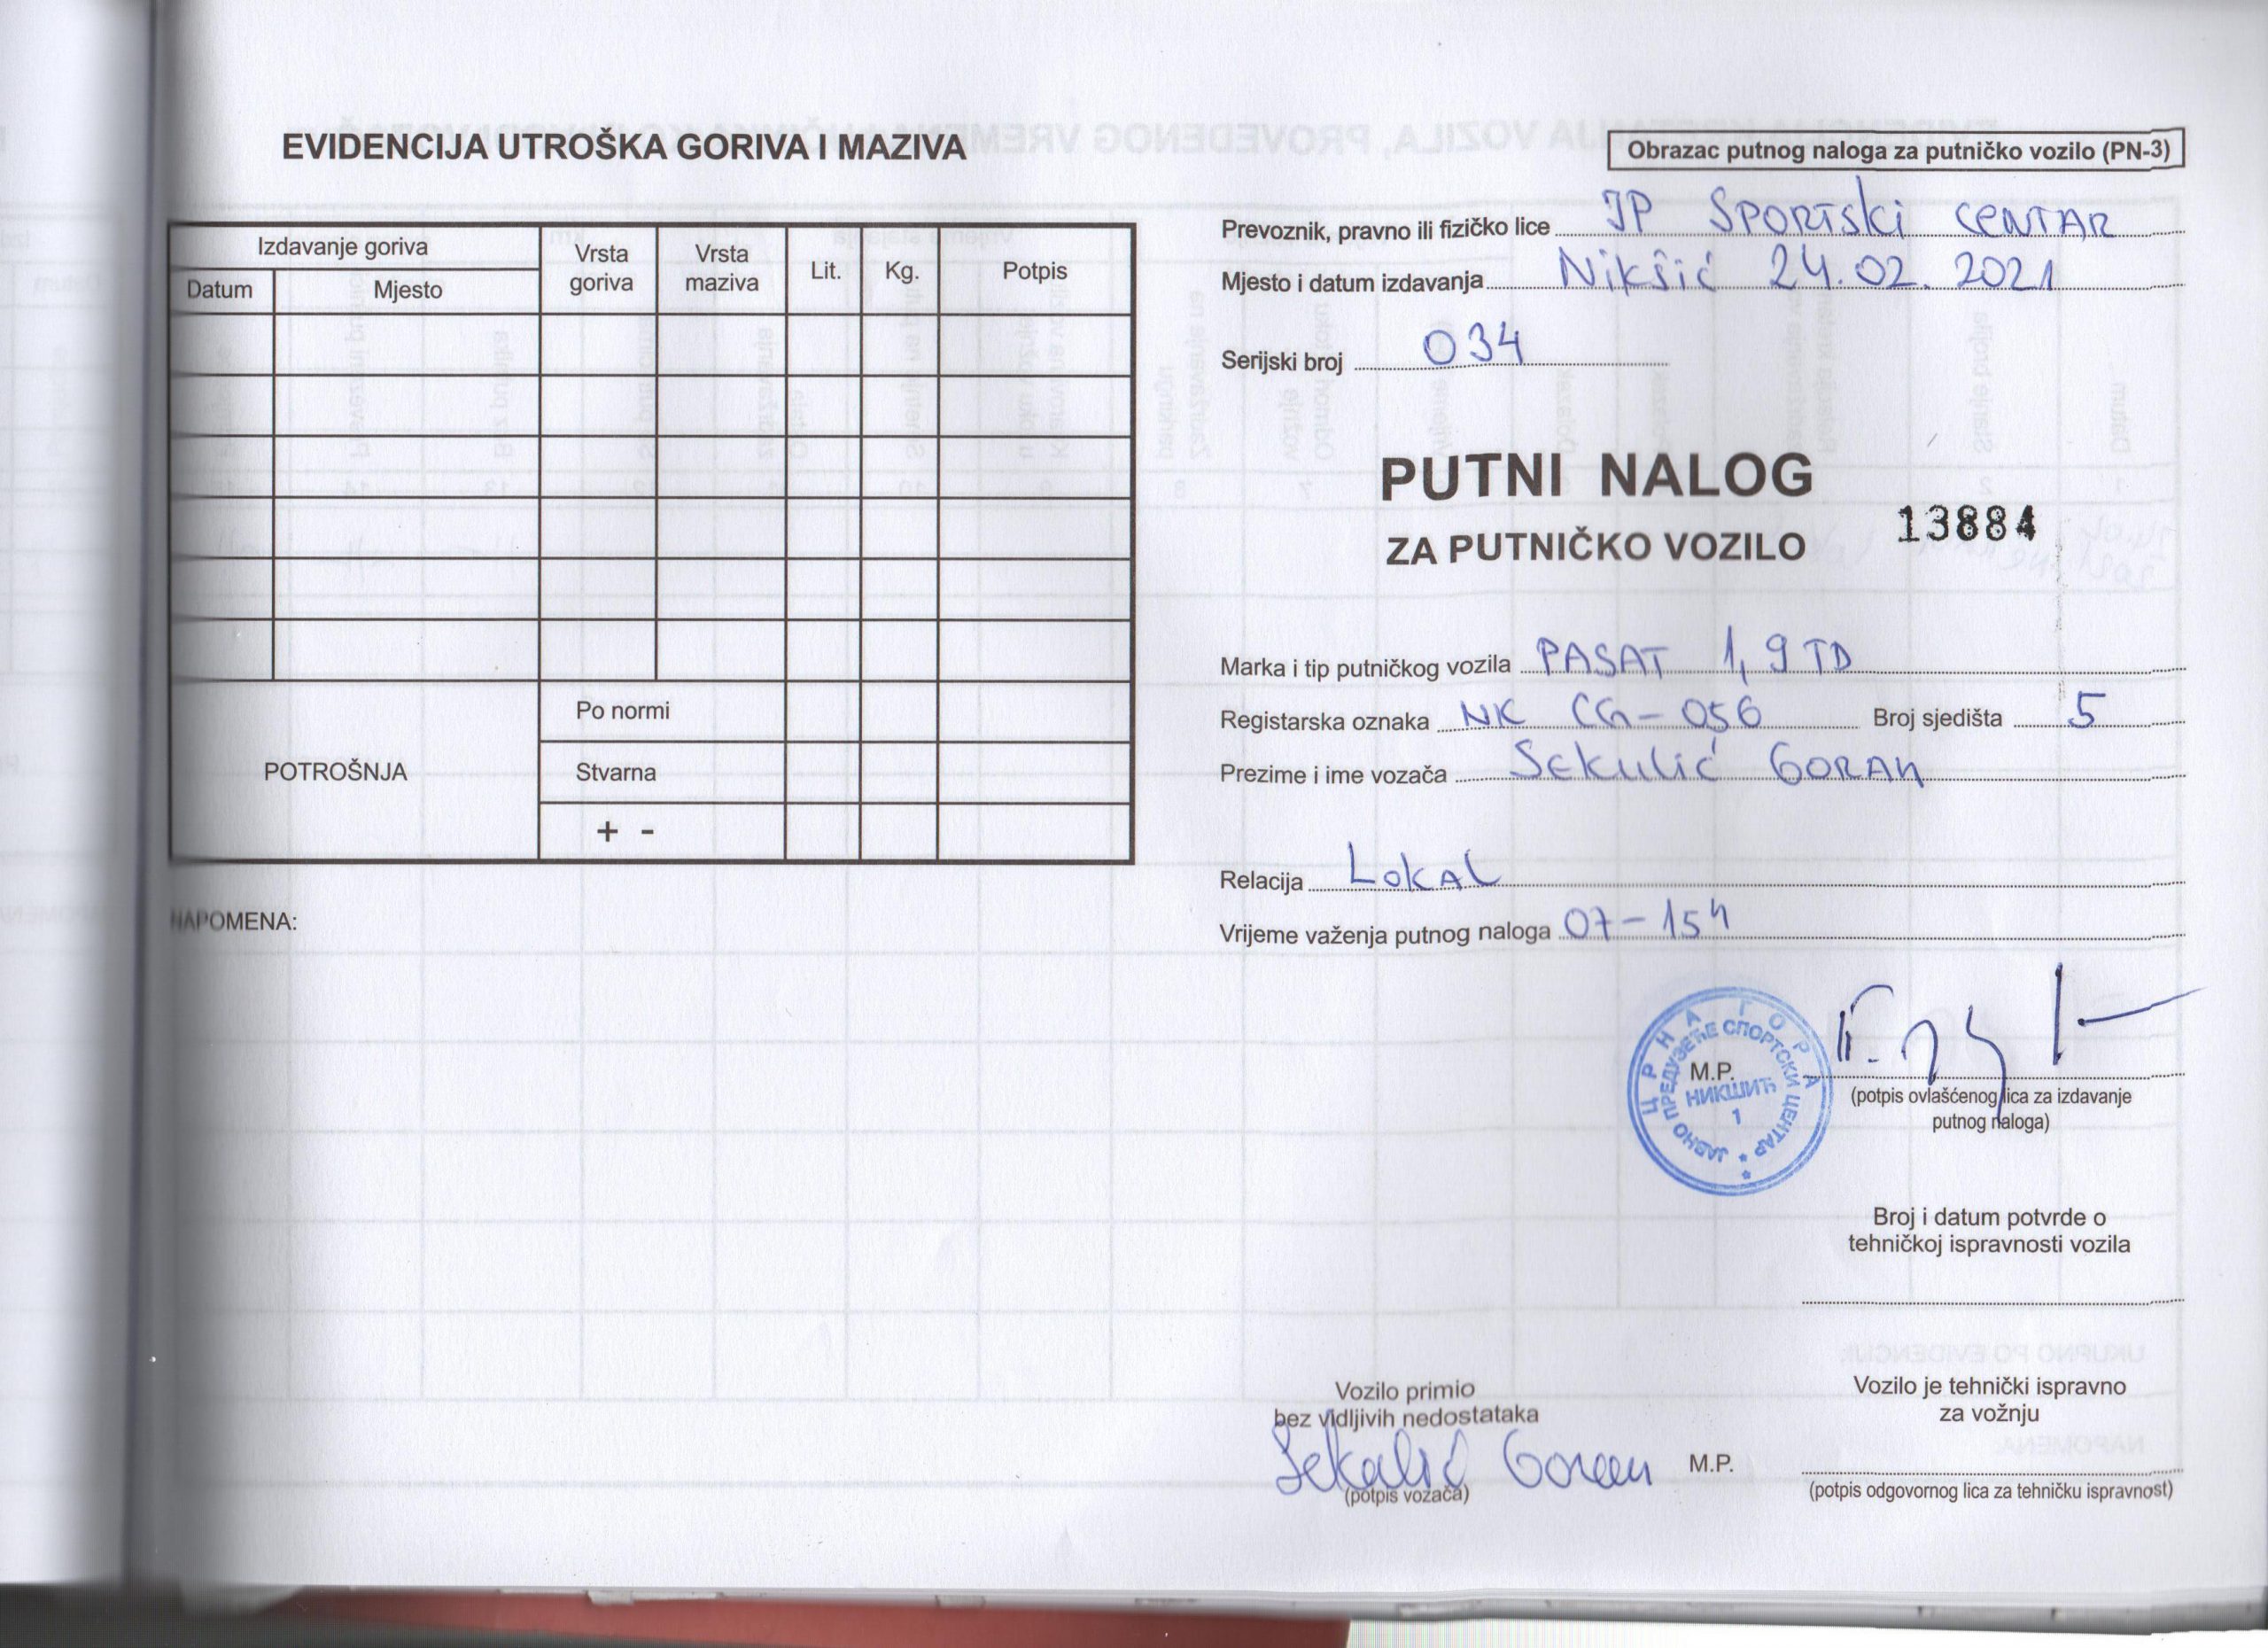 EVIDENCIJA UTROŠKA GORIVA I MAZIVA
Izdavanje goriva
Datum
Mjesto
Vrsta goriva
Vrsta maziva
Lit.
Kg.
Potpis
POTROŠNJA
Po normi
Stvarna
+ -
NAPOMENA:
Obrazac putnog naloga za putničko vozilo (PN-3)
Prevoznik, pravno ili fizičko lice JP SPORTSKI CENTAR
Mjesto i datum izdavanja Nikšić 24.02.2021
Serijski broj 034
PUTNI NALOG
ZA PUTNIČKO VOZILO
13884
Marka i tip putničkog vozila PASAT 1,9 TD
Registarska oznaka NK CG-056 Broj sjedišta 5
Prezime i ime vozača Sekulić GORAN
Relacija LOKAL
Vrijeme važenja putnog naloga 07-15h
ЦРНА ГОРА
ЈАВНО ПРЕДУЗЕЋЕ СПОРТСКИ ЦЕНТАР
НИКШИЋ
1
M.P.
(potpis ovlašćenog lica za izdavanje
putnog naloga)
Broj i datum potvrde o
tehničkoj ispravnosti vozila
Vozilo primio
bez vidljivih nedostataka
Sekulić Goran
(potpis vozača)
M.P.
Vozilo je tehnički ispravno
za vožnju
(potpis odgovornog lica za tehničku ispravnost)